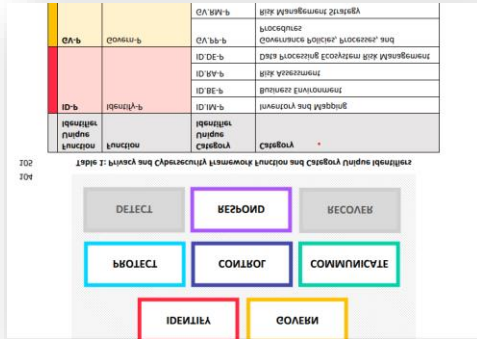 IDENTIFY GOVERN
PROTECT CONTROL COMMUNICATE
DETECT RESPOND RECOVER
104
105 Table 1: Privacy and Cybersecurity Framework Function and Category Unique Identifiers
Function Function Category Category
Unique Unique
Identifier Identifier
ID-P Identify-P ID.IM-P Inventory and Mapping
ID.BE-P Business Environment
ID.RA-P Risk Assessment
ID.DE-P Data Processing Ecosystem Risk Management
GV-P Govern-P GV.PP-P Governance Policies, Processes, and
Procedures
GV.RM-P Risk Management Strategy